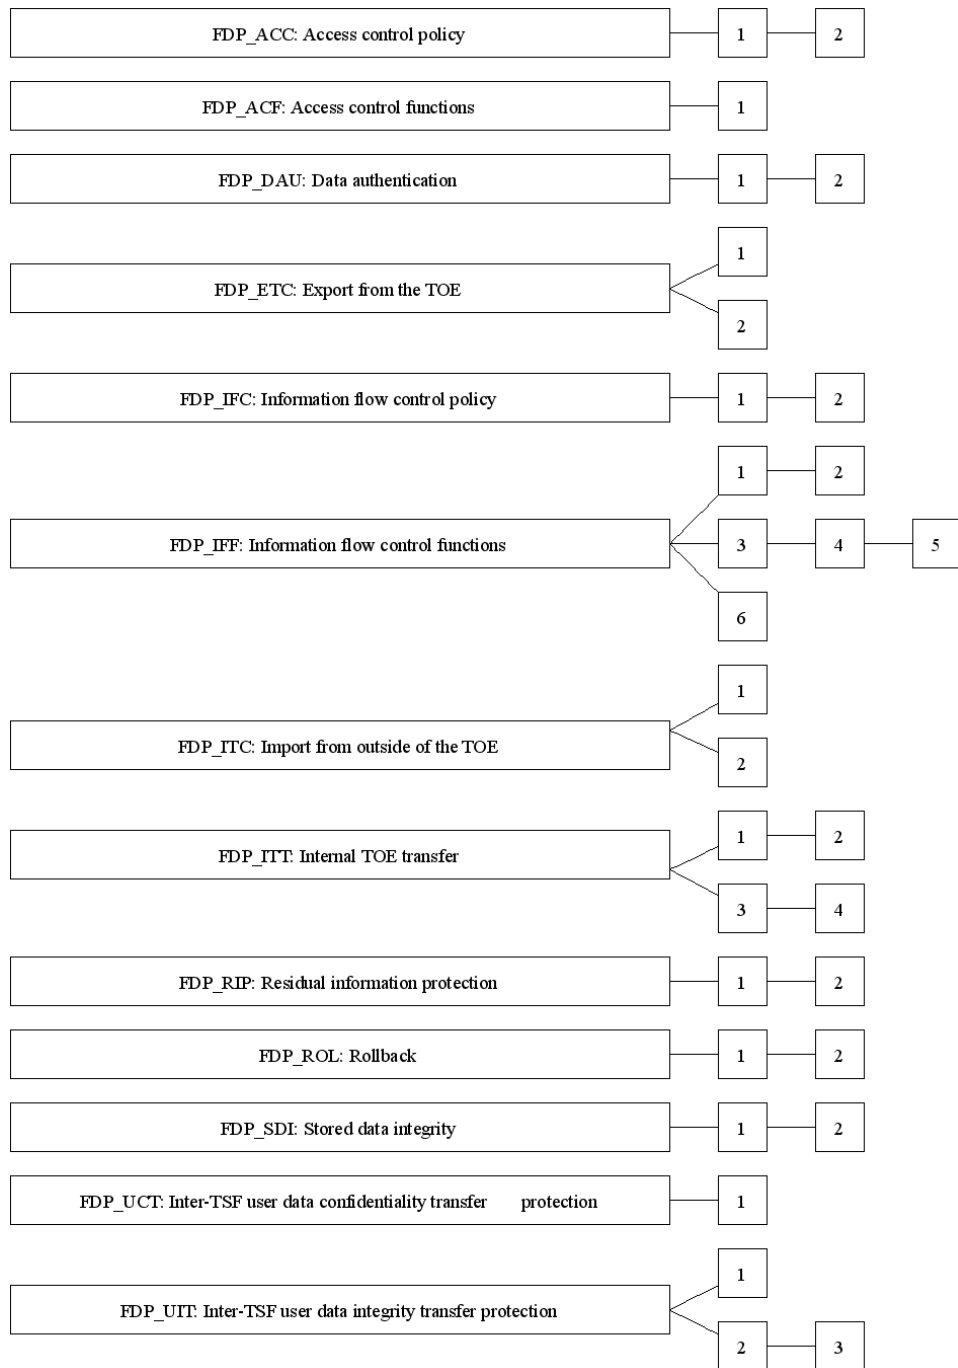 FDP_ACC: Access control policy 1 2
FDP_ACF: Access control functions 1
FDP_DAU: Data authentication 1 2
1
FDP_ETC: Export from the TOE
2
FDP_IFC: Information flow control policy 1 2
1 2
FDP_IFF: Information flow control functions 3 4 5
6
1
FDP_ITC: Import from outside of the TOE
2
1 2
FDP_ITT: Internal TOE transfer
3 4
FDP_RIP: Residual information protection 1 2
FDP_ROL: Rollback 1 2
FDP_SDI: Stored data integrity 1 2
FDP_UCT: Inter-TSF user data confidentiality transfer protection 1
1
FDP_UIT: Inter-TSF user data integrity transfer protection
2 3